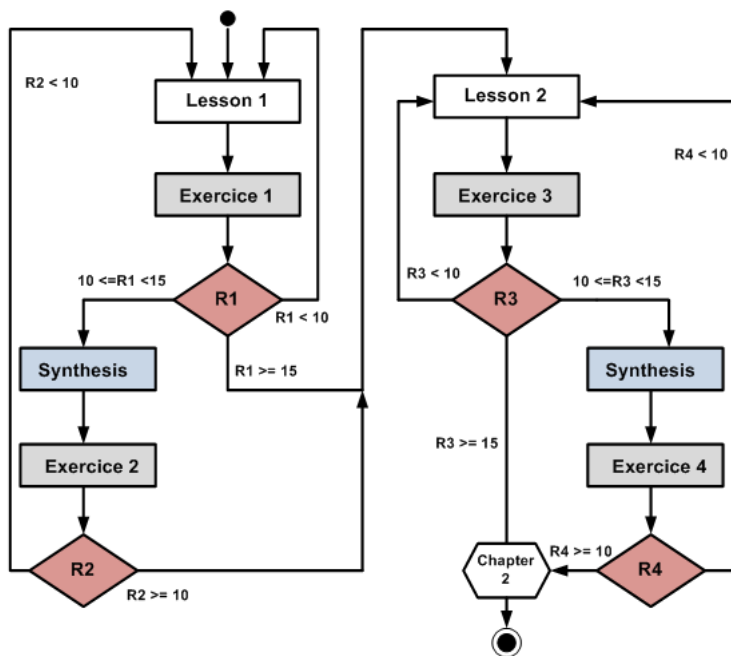 R2 < 10
Lesson 1
Exercice 1
10 <=R1 <15
R1
R1 < 10
Synthesis
R1 >= 15
Exercice 2
R2
R2 >= 10
Lesson 2
R4 < 10
Exercice 3
R3 < 10
R3
10 <=R3 <15
Synthesis
R3 >= 15
Exercice 4
Chapter
2
R4 >= 10
R4